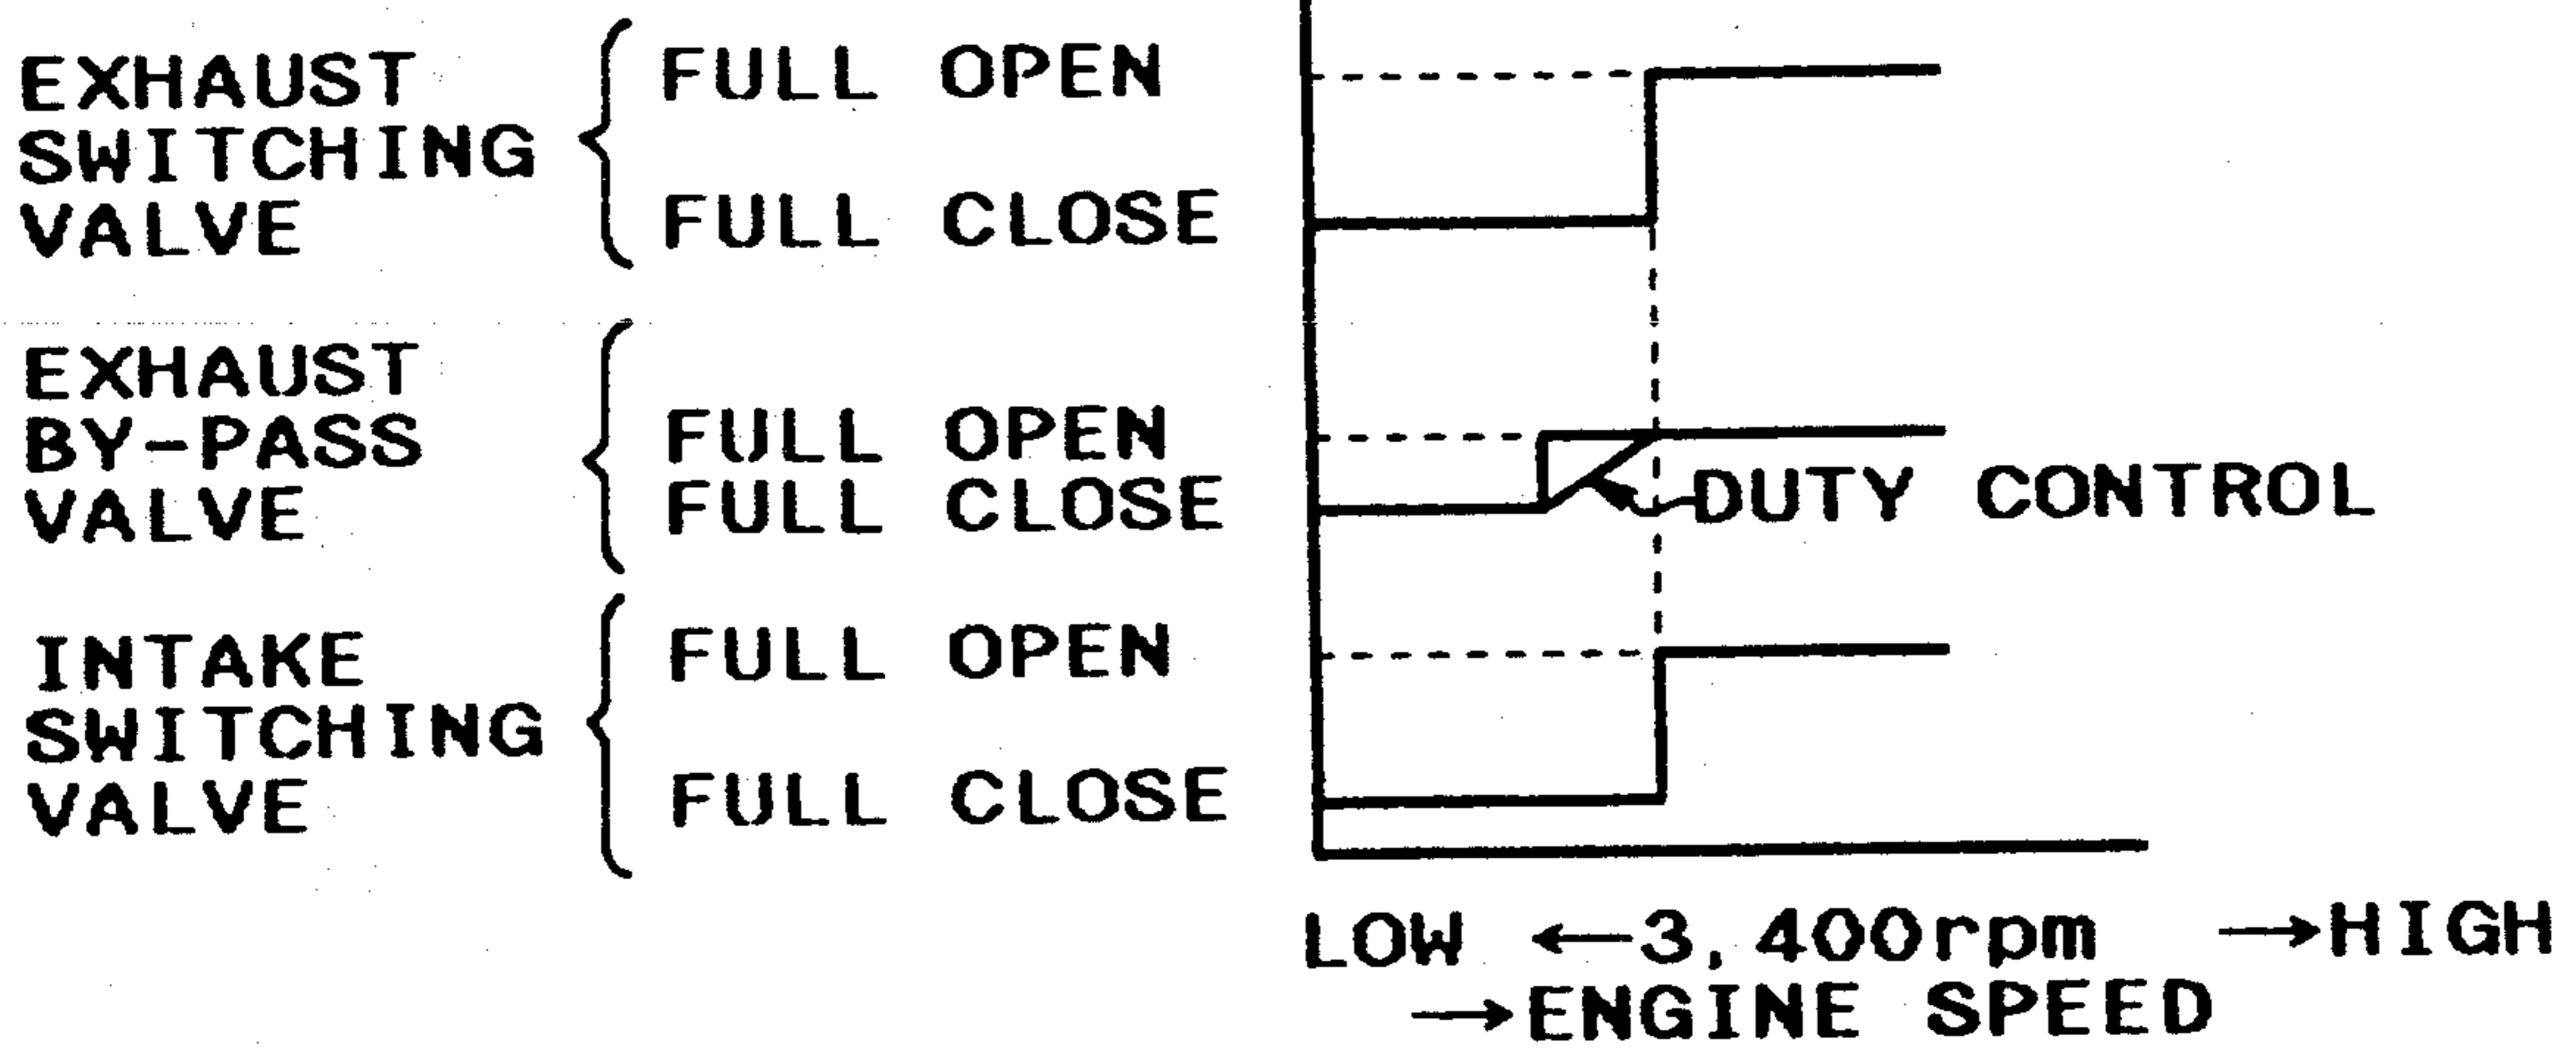 EXHAUST
SWITCHING
VALVE
FULL OPEN
FULL CLOSE
EXHAUST
BY-PASS
VALVE
FULL OPEN
FULL CLOSE
DUTY CONTROL
INTAKE
SWITCHING
VALVE
FULL OPEN
FULL CLOSE
LOW ←3,400rpm →HIGH
→ENGINE SPEED